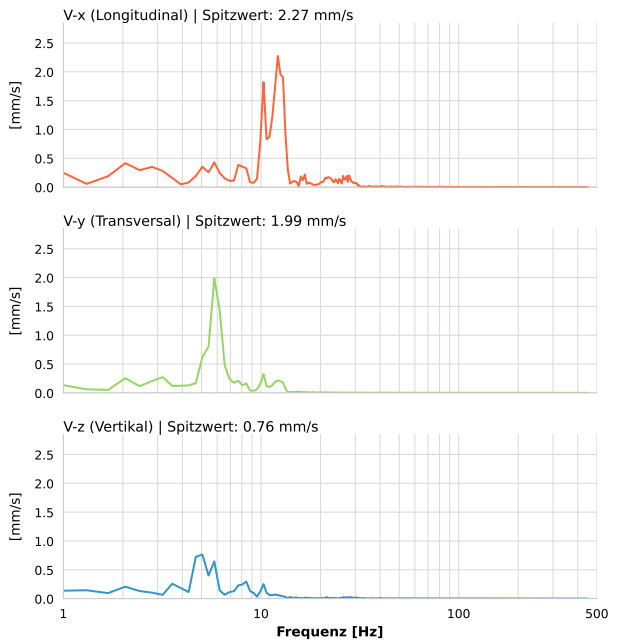 V-x (Longitudinal) | Spitzwert: 2.27 mm/s
[mm/s]
2.5
2.0
1.5
1.0
0.5
0.0
V-y (Transversal) | Spitzwert: 1.99 mm/s
[mm/s]
2.5
2.0
1.5
1.0
0.5
0.0
V-z (Vertikal) | Spitzwert: 0.76 mm/s
[mm/s]
2.5
2.0
1.5
1.0
0.5
0.0
1 10 100 500
Frequenz [Hz]